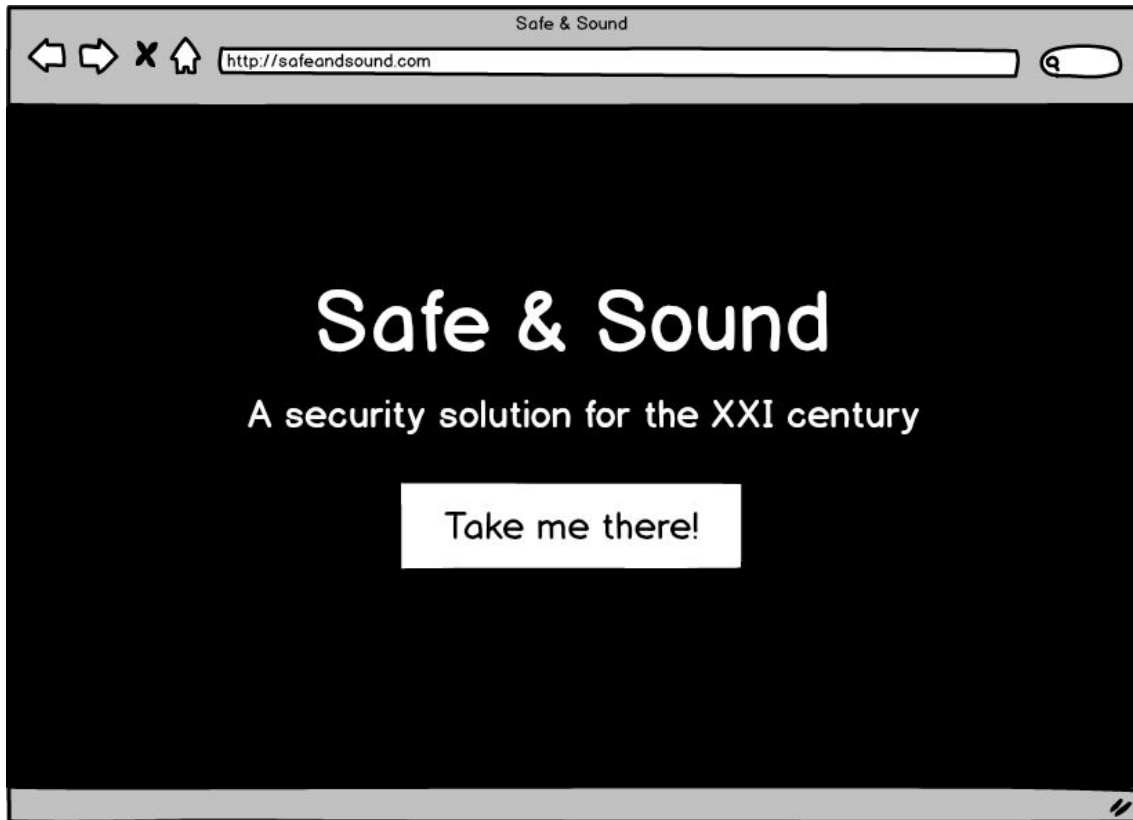 Safe & Sound
http://safeandsound.com
Safe & Sound
A security solution for the XXI century
Take me there!